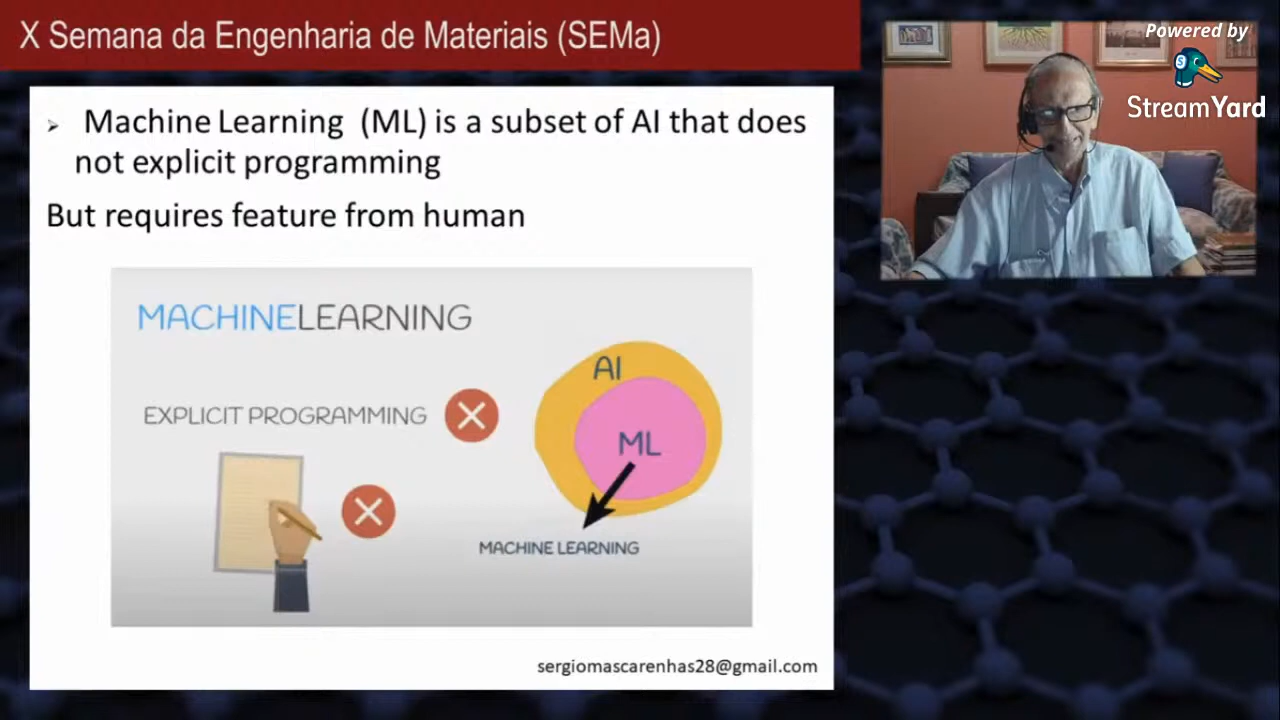 X Semana da Engenharia de Materiais (SEMa)
Powered by
StreamYard
➢ Machine Learning (ML) is a subset of AI that does
not explicit programming
But requires feature from human
MACHINELEARNING
AI
EXPLICIT PROGRAMMING
ML
MACHINE LEARNING
sergiomascarenhas28@gmail.com